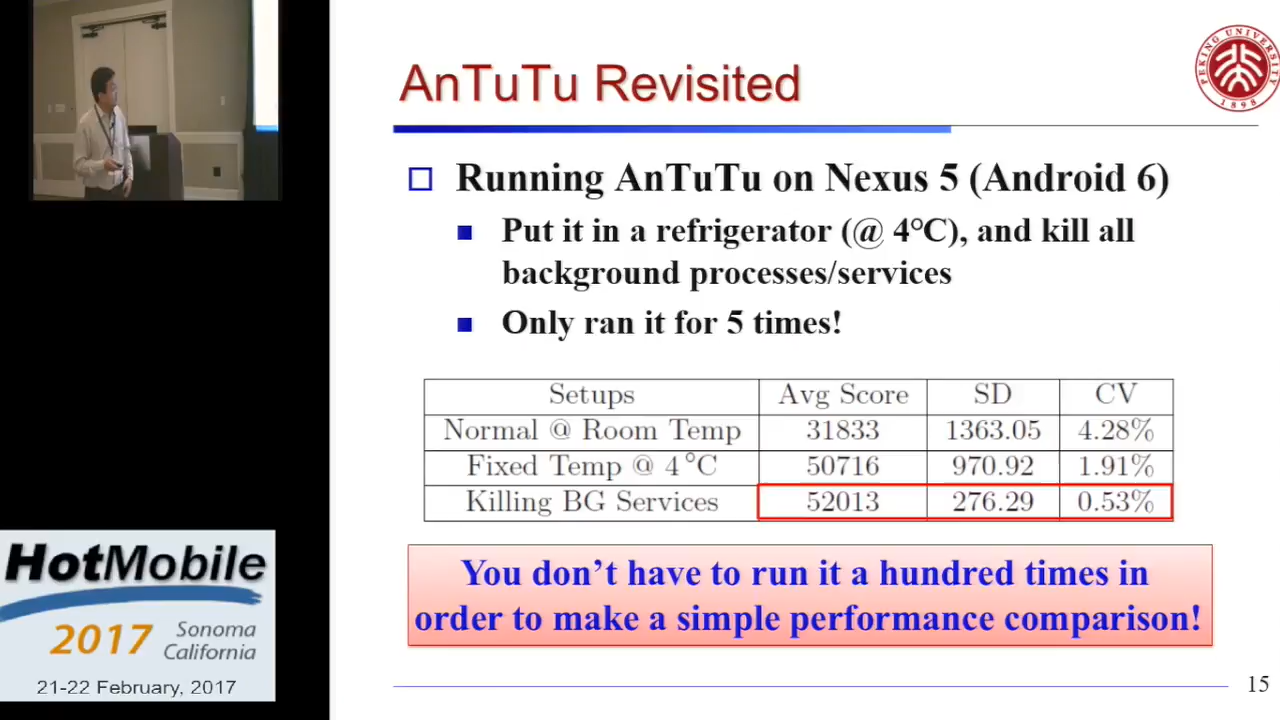 AnTuTu Revisited
PEKING UNIVERSITY
1898
Running AnTuTu on Nexus 5 (Android 6)
Put it in a refrigerator (@ 4°C), and kill all
background processes/services
Only ran it for 5 times!
Setups Avg Score SD CV
Normal @ Room Temp 31833 1363.05 4.28%
Fixed Temp @ 4°C 50716 970.92 1.91%
Killing BG Services 52013 276.29 0.53%
You don't have to run it a hundred times in
order to make a simple performance comparison!
15
HotMobile
2017 Sonoma
California
21-22 February, 2017